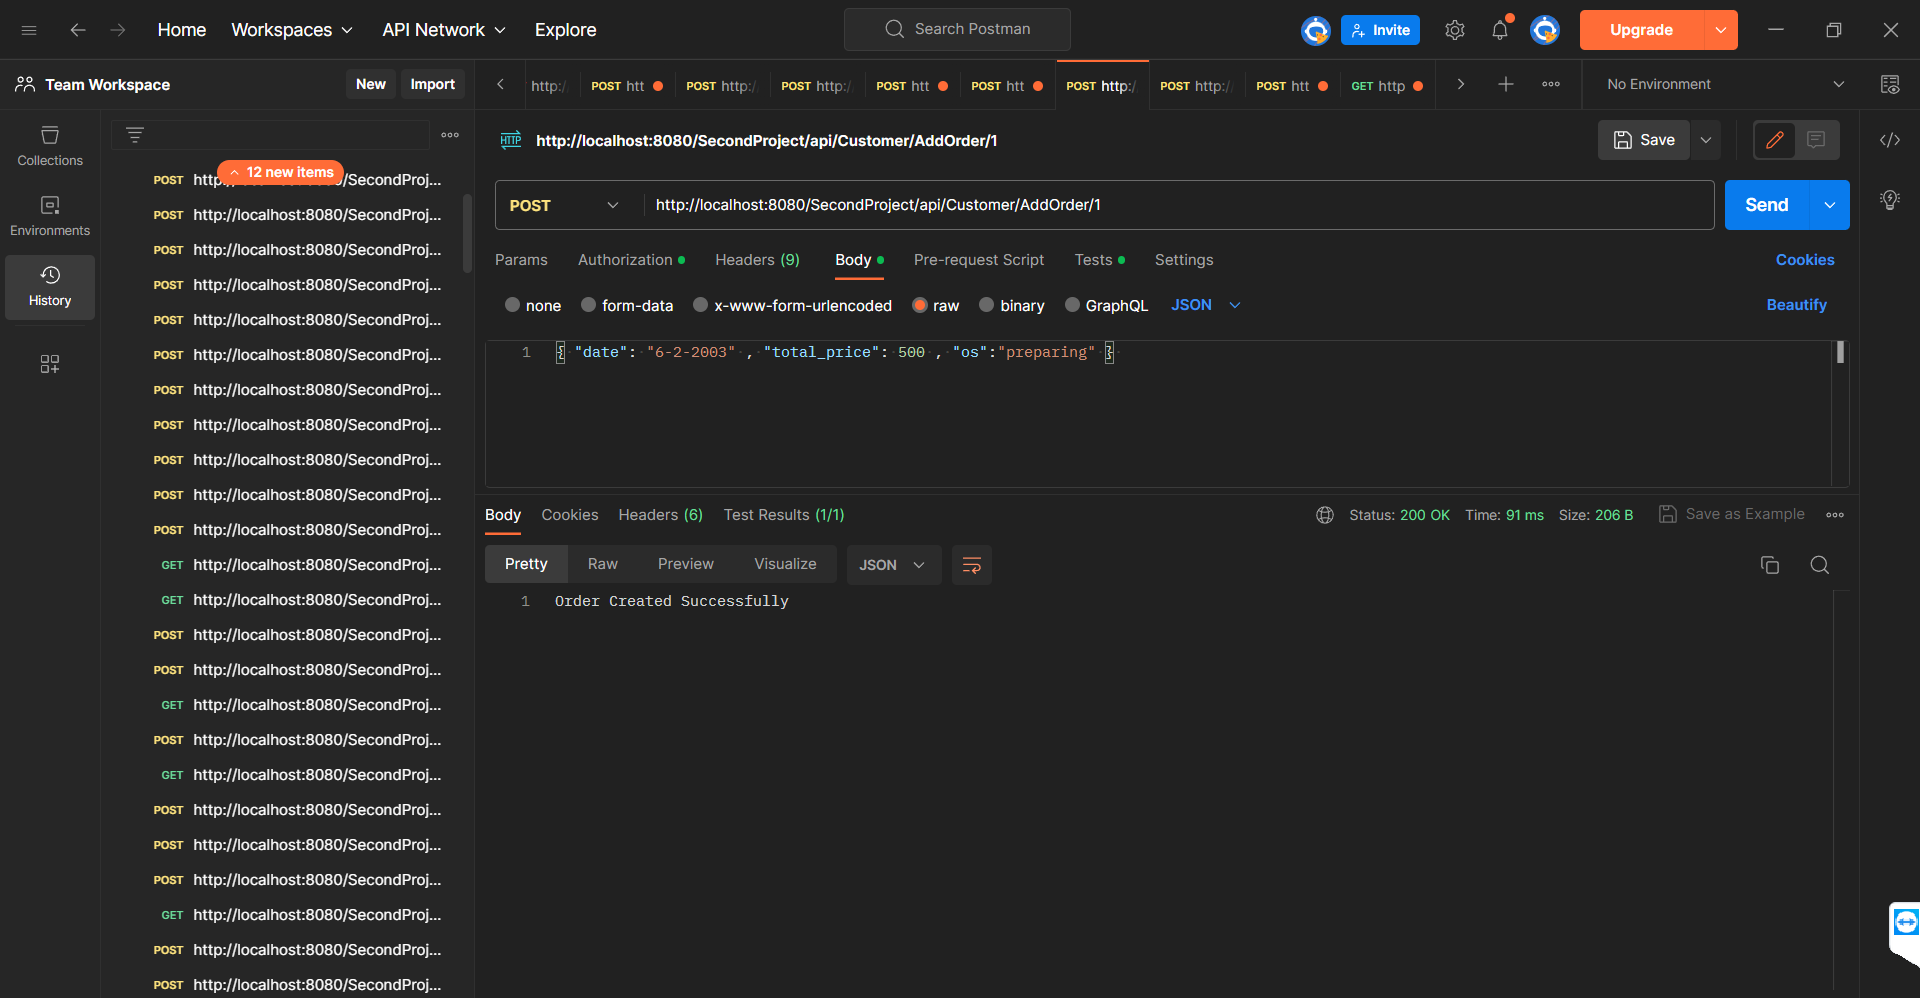 Home Workspaces API Network Explore
Search Postman
Invite
Upgrade
Team Workspace New Import
http:/ POST htt POST http:/ POST http:/ POST htt POST htt POST http:/ POST http:/ POST htt GET http
No Environment
Collections
Environments
History
12 new items
POST http://localhost:8080/SecondProj...
POST http://localhost:8080/SecondProj...
POST http://localhost:8080/SecondProj...
POST http://localhost:8080/SecondProj...
POST http://localhost:8080/SecondProj...
POST http://localhost:8080/SecondProj...
POST http://localhost:8080/SecondProj...
POST http://localhost:8080/SecondProj...
POST http://localhost:8080/SecondProj...
POST http://localhost:8080/SecondProj...
POST http://localhost:8080/SecondProj...
GET http://localhost:8080/SecondProj...
GET http://localhost:8080/SecondProj...
POST http://localhost:8080/SecondProj...
POST http://localhost:8080/SecondProj...
GET http://localhost:8080/SecondProj...
POST http://localhost:8080/SecondProj...
GET http://localhost:8080/SecondProj...
POST http://localhost:8080/SecondProj...
POST http://localhost:8080/SecondProj...
POST http://localhost:8080/SecondProj...
GET http://localhost:8080/SecondProj...
POST http://localhost:8080/SecondProj...
POST http://localhost:8080/SecondProj...
HTTP http://localhost:8080/SecondProject/api/Customer/AddOrder/1
Save
POST http://localhost:8080/SecondProject/api/Customer/AddOrder/1
Send
Params Authorization Headers (9) Body Pre-request Script Tests Settings Cookies
none form-data x-www-form-urlencoded raw binary GraphQL JSON Beautify
1 { "date": "6-2-2003" , "total_price": 500 , "os":"preparing" }
Body Cookies Headers (6) Test Results (1/1)
Status: 200 OK Time: 91 ms Size: 206 B Save as Example
Pretty Raw Preview Visualize JSON
1 Order Created Successfully